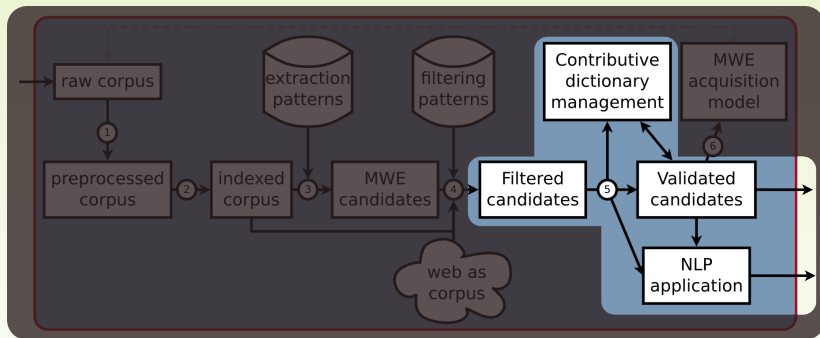 raw corpus
1
preprocessed
corpus
2
indexed
corpus
extraction
patterns
3
MWE
candidates
filtering
patterns
4
web as
corpus
Filtered
candidates
5
Contributive
dictionary
management
Validated
candidates
6
MWE
acquisition
model
NLP
application